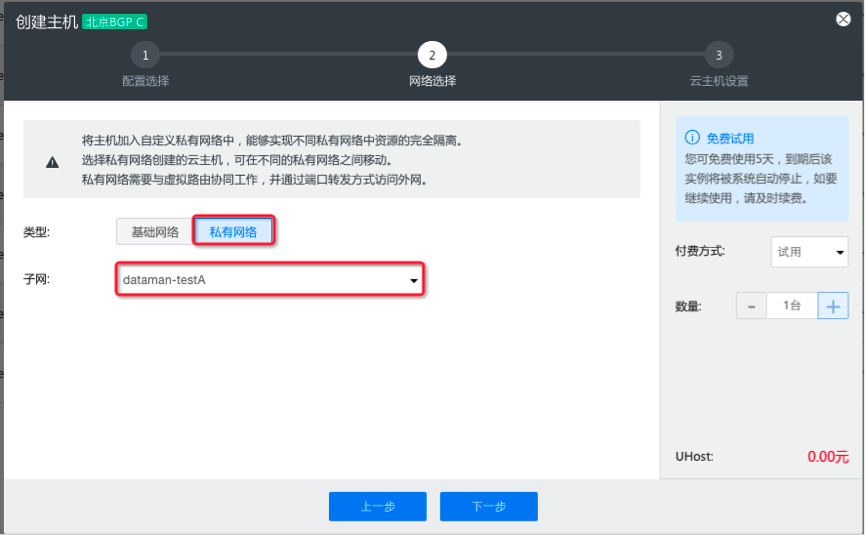 创建主机 北京BGP C
1
2
3
配置选择
网络选择
云主机设置
将主机加入自定义私有网络中，能够实现不同私有网络中资源的完全隔离。
选择私有网络创建的云主机，可在不同的私有网络之间移动。
私有网络需要与虚拟路由协同工作，并通过端口转发方式访问外网。
类型:
基础网络
私有网络
子网:
dataman-testA
免费试用
您可免费使用5天，到期后该
实例将被系统自动停止，如要
继续使用，请及时续费。
付费方式:
试用
数量:
-
1台
+
UHost:
0.00元
上一步
下一步